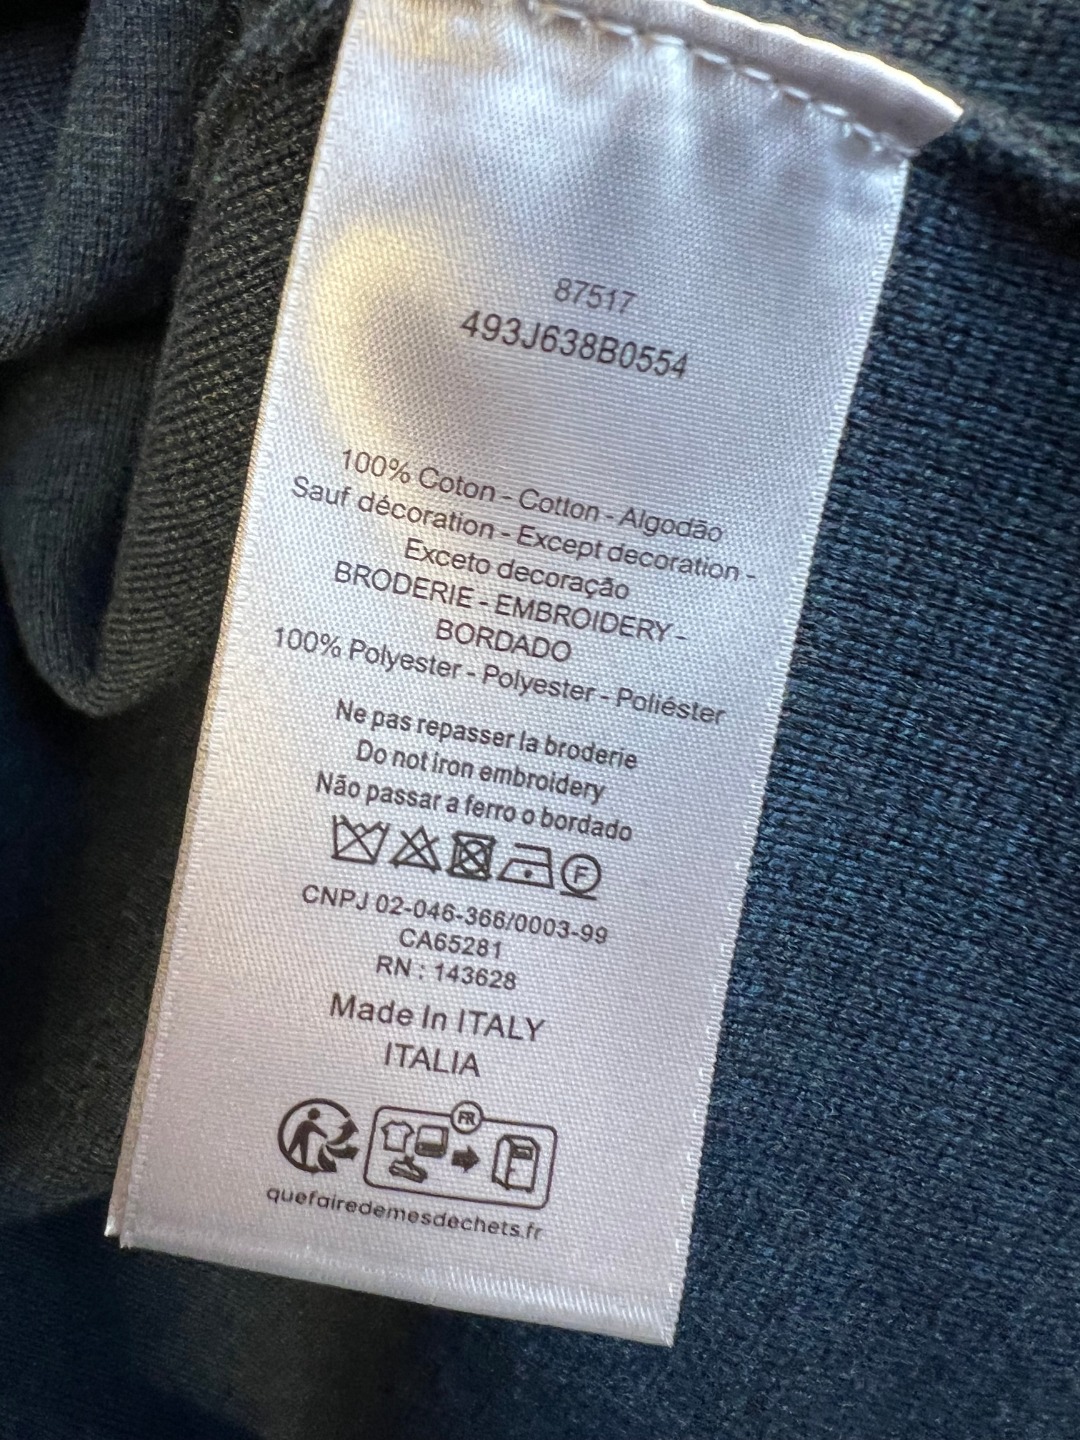 87517
493J638B0554
100% Coton - Cotton - Algodão
Sauf décoration - Except decoration -
Exceto decoração
BRODERIE - EMBROIDERY -
BORDADO
100% Polyester - Polyester - Poliéster
Ne pas repasser la broderie
Do not iron embroidery
Não passar a ferro o bordado
F
CNPJ 02-046-366/0003-99
CA65281
RN : 143628
Made In ITALY
ITALIA
FR
quefairedemesdechets.fr